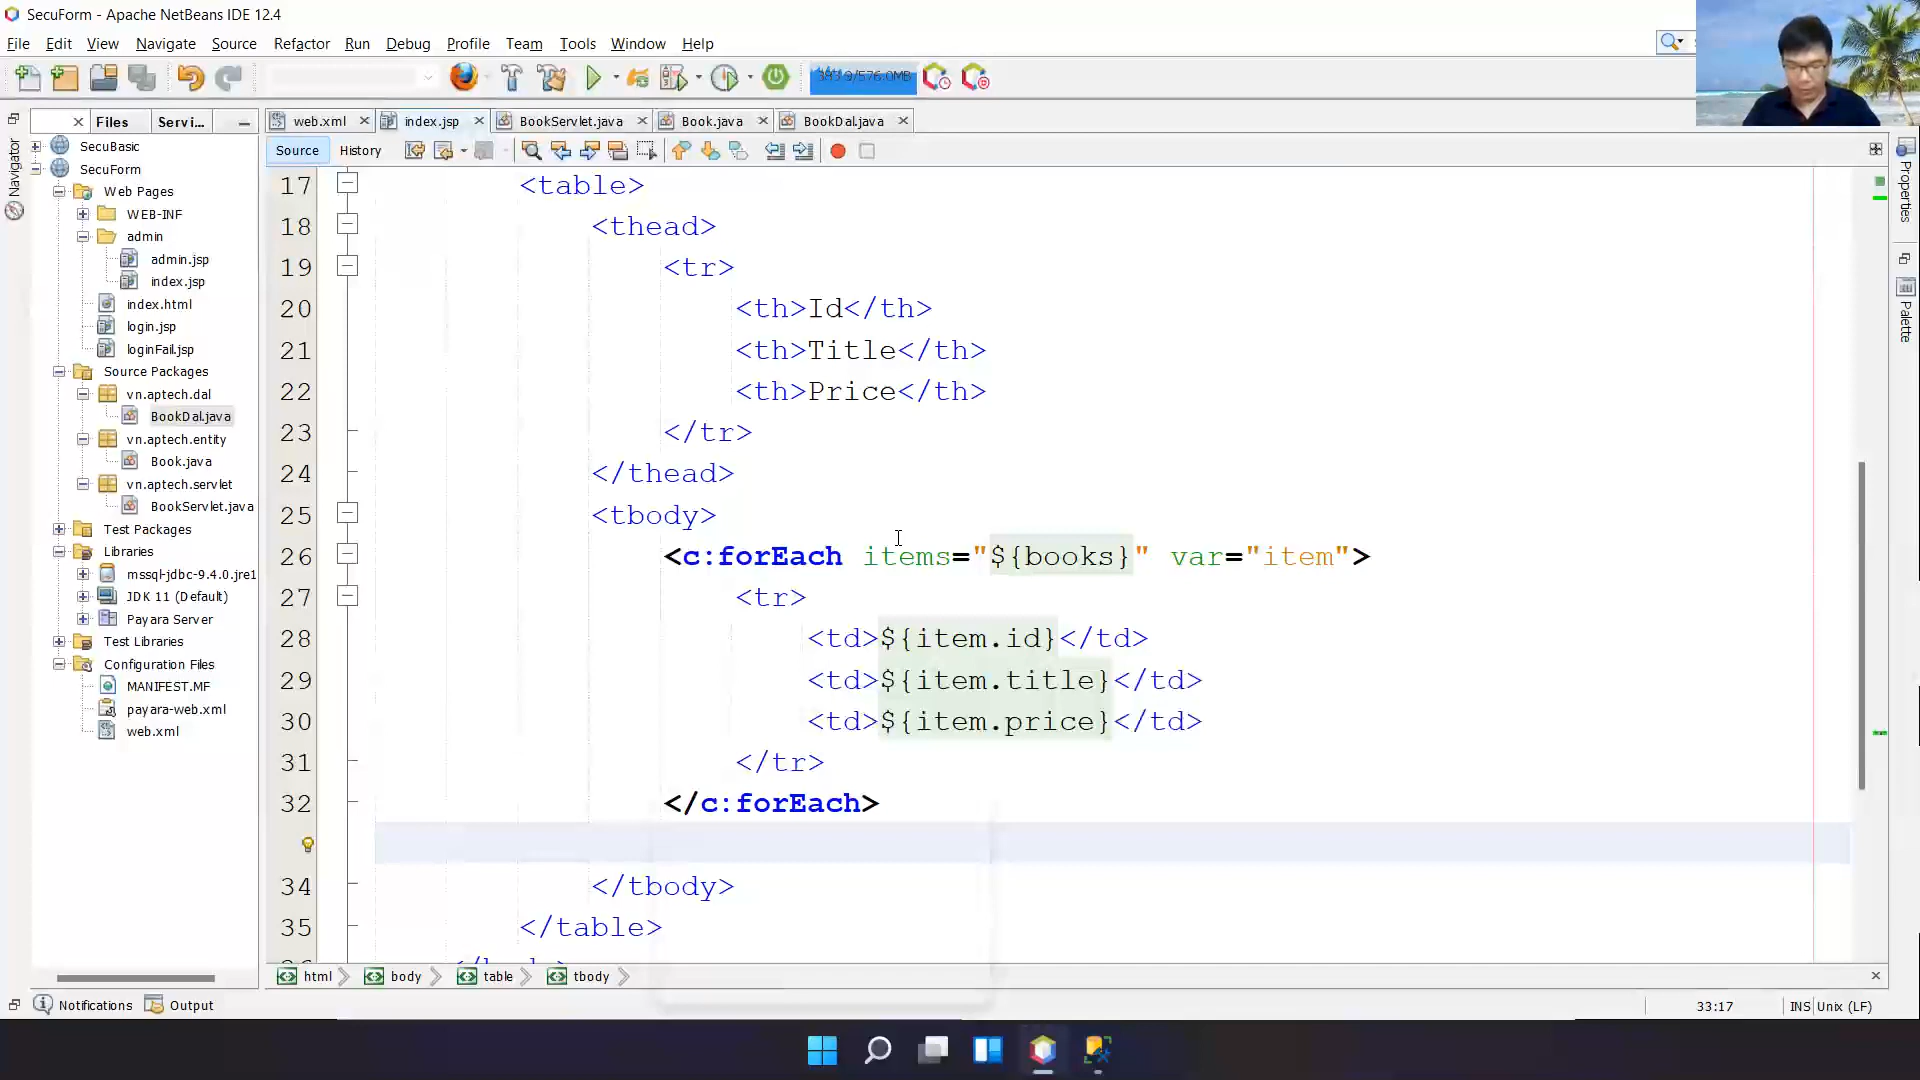 SecuForm - Apache NetBeans IDE 12.4
File Edit View Navigate Source Refactor Run Debug Profile Team Tools Window Help
Files Servi... web.xml index.jsp BookServlet.java Book.java BookDal.java
Source History
Navigator
Properties
Palette
SecuBasic
SecuForm
Web Pages
WEB-INF
admin
admin.jsp
index.jsp
index.html
login.jsp
loginFail.jsp
Source Packages
vn.aptech.dal
BookDal.java
vn.aptech.entity
Book.java
vn.aptech.servlet
BookServlet.java
Test Packages
Libraries
mssql-jdbc-9.4.0.jre1
JDK 11 (Default)
Payara Server
Test Libraries
Configuration Files
MANIFEST.MF
payara-web.xml
web.xml
17 <table>
18 <thead>
19 <tr>
20 <th>Id</th>
21 <th>Title</th>
22 <th>Price</th>
23 </tr>
24 </thead>
25 <tbody>
26 <c:forEach items="${books}" var="item">
27 <tr>
28 <td>${item.id}</td>
29 <td>${item.title}</td>
30 <td>${item.price}</td>
31 </tr>
32 </c:forEach>
34 </tbody>
35 </table>
html body table tbody
Notifications Output 33:17 INS Unix (LF)